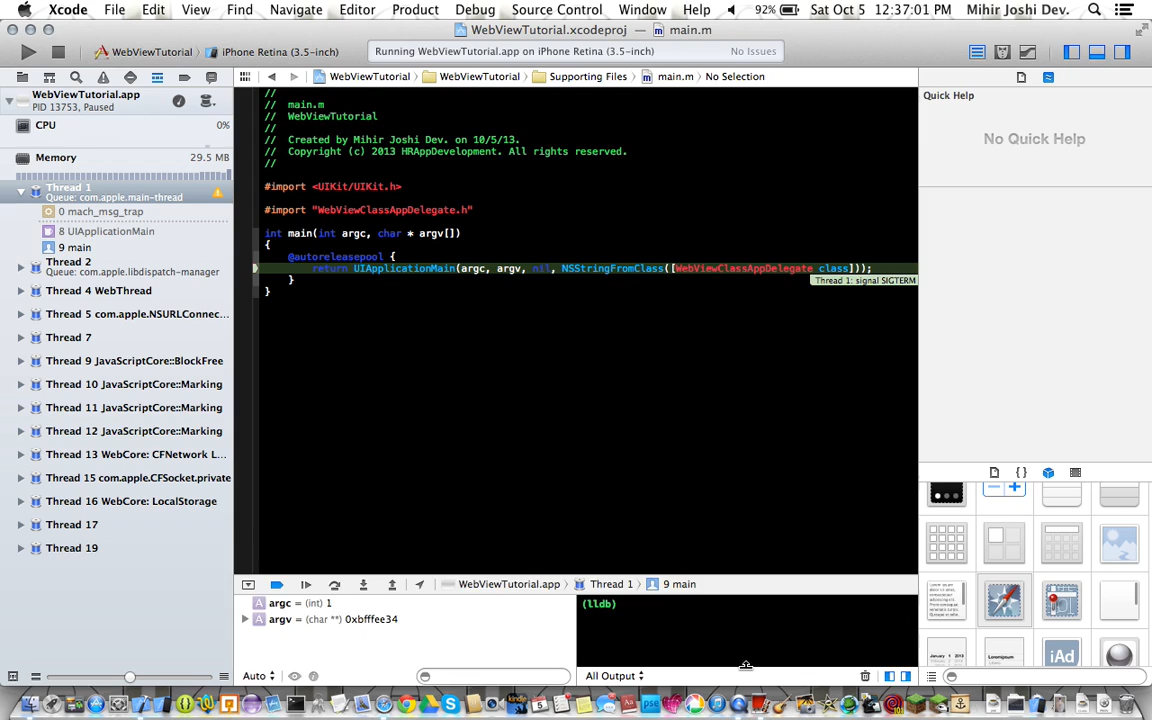 Xcode File Edit View Find Navigate Editor Product Debug Source Control Window Help 92% Sat Oct 5 12:37:01 PM Mihir Joshi Dev.
WebViewTutorial.xcodeproj — main.m
WebViewTutorial › iPhone Retina (3.5-inch)
Running WebViewTutorial.app on iPhone Retina (3.5-inch) No Issues
WebViewTutorial › WebViewTutorial › Supporting Files › main.m › No Selection
WebViewTutorial.app
PID 13753, Paused
CPU 0%
Memory 29.5 MB
Thread 1
Queue: com.apple.main-thread
0 mach_msg_trap
8 UIApplicationMain
9 main
Thread 2
Queue: com.apple.libdispatch-manager
Thread 4 WebThread
Thread 5 com.apple.NSURLConnec...
Thread 7
Thread 9 JavaScriptCore::BlockFree
Thread 10 JavaScriptCore::Marking
Thread 11 JavaScriptCore::Marking
Thread 12 JavaScriptCore::Marking
Thread 13 WebCore: CFNetwork L...
Thread 15 com.apple.CFSocket.private
Thread 16 WebCore: LocalStorage
Thread 17
Thread 19
//
// main.m
// WebViewTutorial
//
// Created by Mihir Joshi Dev. on 10/5/13.
// Copyright (c) 2013 HRAppDevelopment. All rights reserved.
//
#import <UIKit/UIKit.h>
#import "WebViewClassAppDelegate.h"
int main(int argc, char * argv[])
{
@autoreleasepool {
return UIApplicationMain(argc, argv, nil, NSStringFromClass([WebViewClassAppDelegate class]));
Thread 1: signal SIGTERM
}
}
WebViewTutorial.app › Thread 1 › 9 main
A argc = (int) 1
A argv = (char **) 0xbfffee34
Auto
(lldb)
All Output
Quick Help
No Quick Help
{ }
iAd